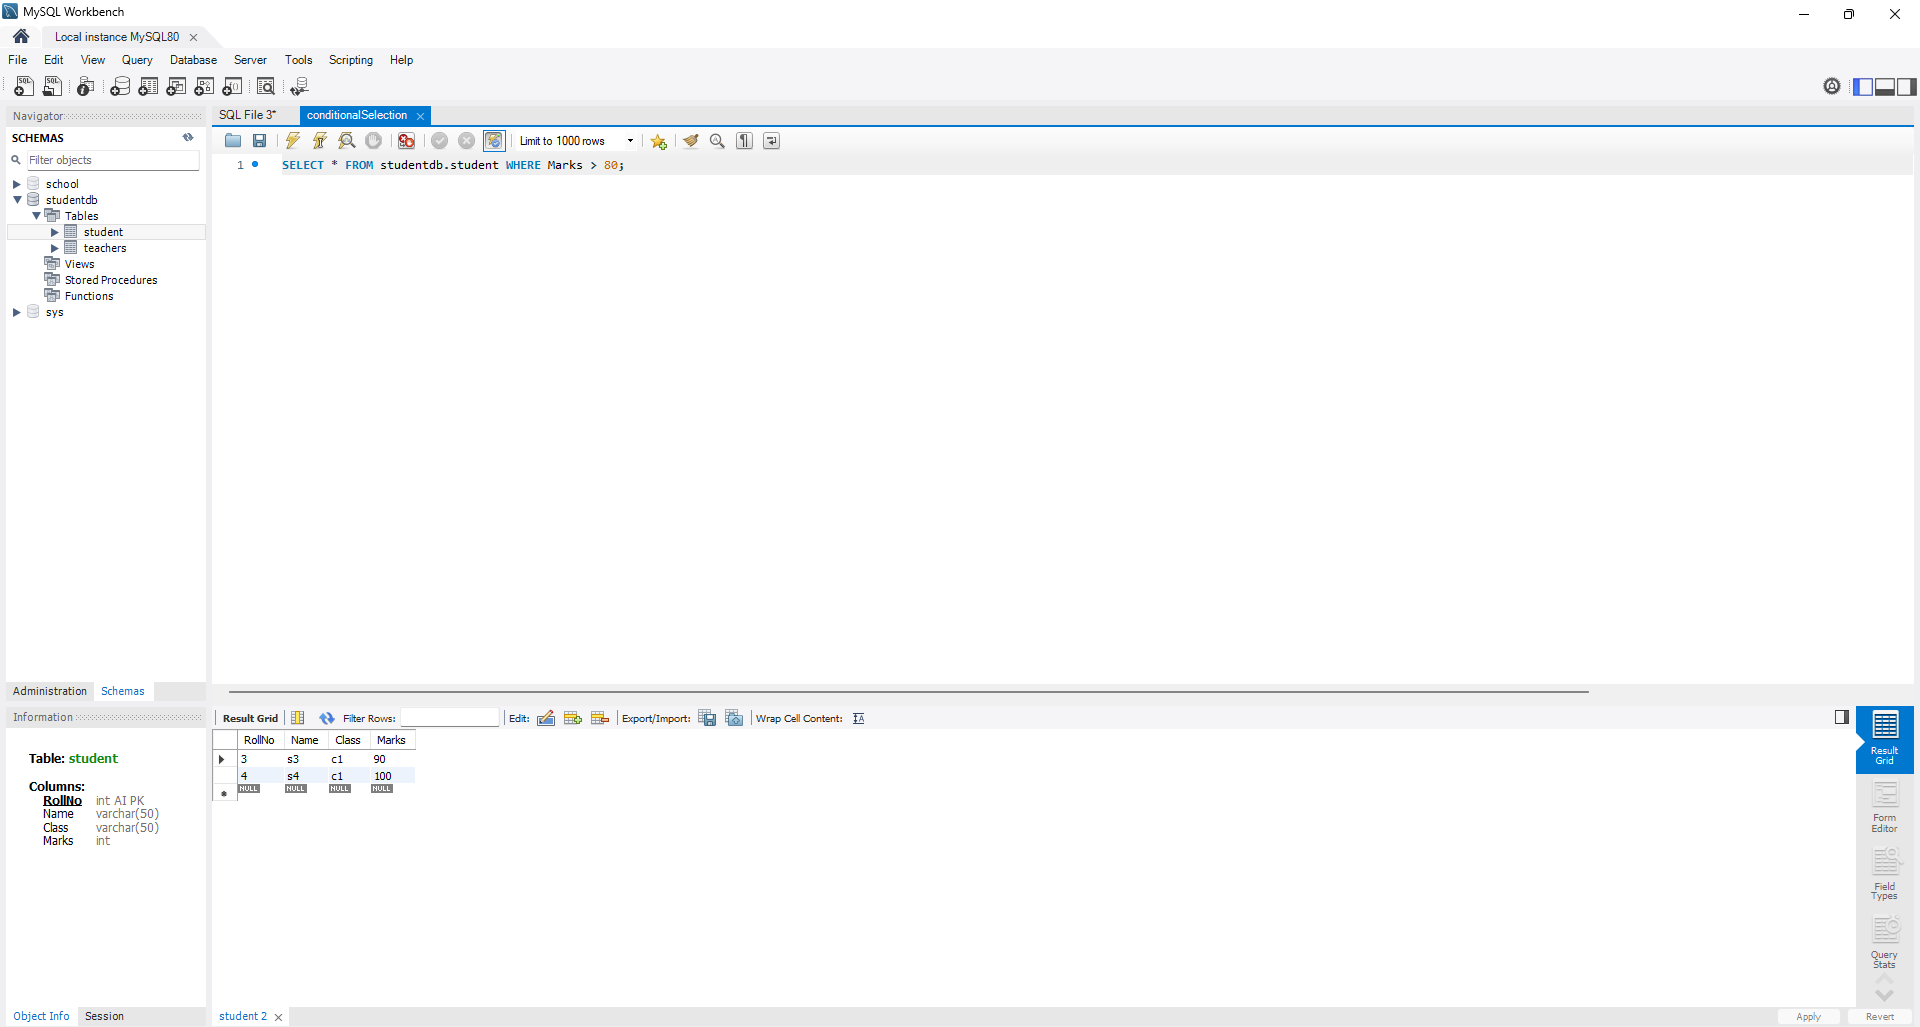 MySQL Workbench
Local instance MySQL80
File Edit View Query Database Server Tools Scripting Help
Navigator
SCHEMAS
Filter objects
school
studentdb
Tables
student
teachers
Views
Stored Procedures
Functions
sys
Administration Schemas
Information
Table: student
Columns:
RollNo int AI PK
Name varchar(50)
Class varchar(50)
Marks int
Object Info Session
SQL File 3* conditionalSelection
Limit to 1000 rows
1 SELECT * FROM studentdb.student WHERE Marks > 80;
Result Grid Filter Rows: Edit: Export/Import: Wrap Cell Content:
RollNo Name Class Marks
3 s3 c1 90
4 s4 c1 100
NULL NULL NULL NULL
Result
Grid
Form
Editor
Field
Types
Query
Stats
student 2
Apply Revert